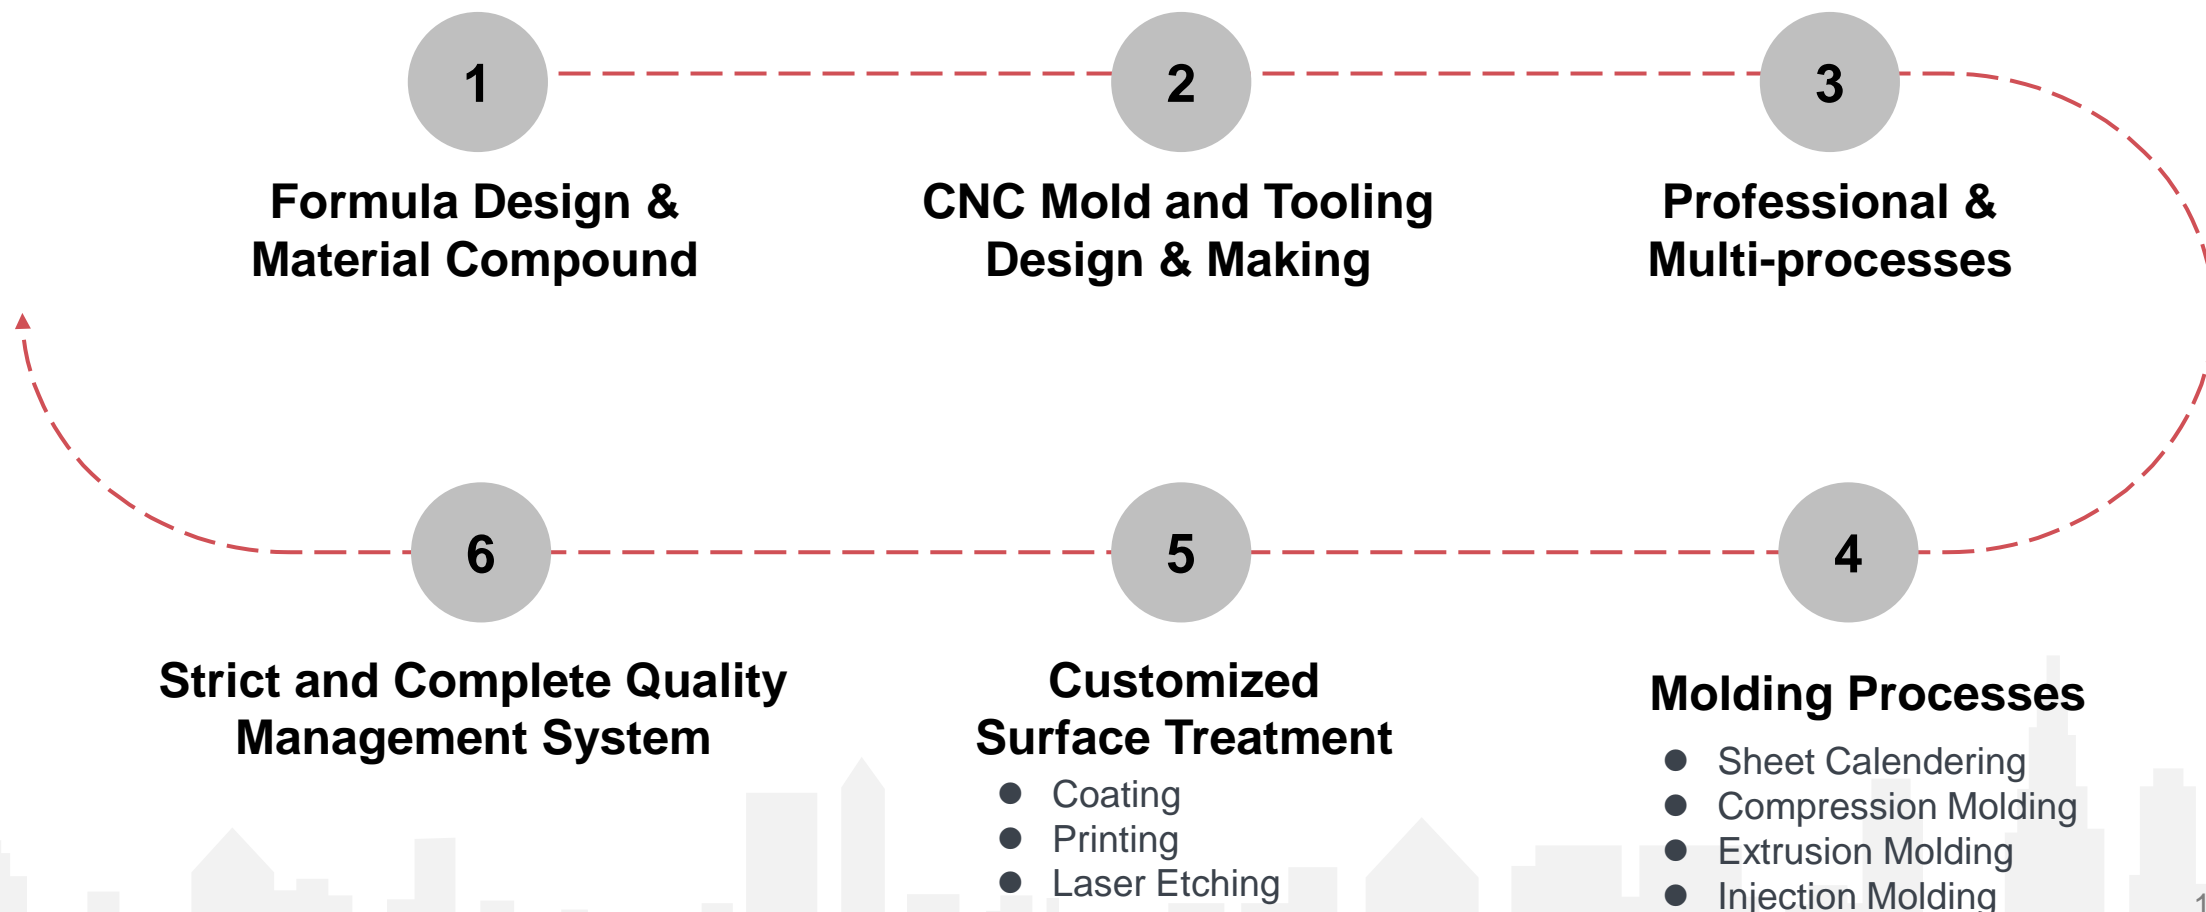 1
2
3
Formula Design &
Material Compound
CNC Mold and Tooling
Design & Making
Professional &
Multi-processes
6
5
4
Strict and Complete Quality
Management System
Customized
Surface Treatment
● Coating
● Printing
● Laser Etching
Molding Processes
● Sheet Calendering
● Compression Molding
● Extrusion Molding
● Injection Molding